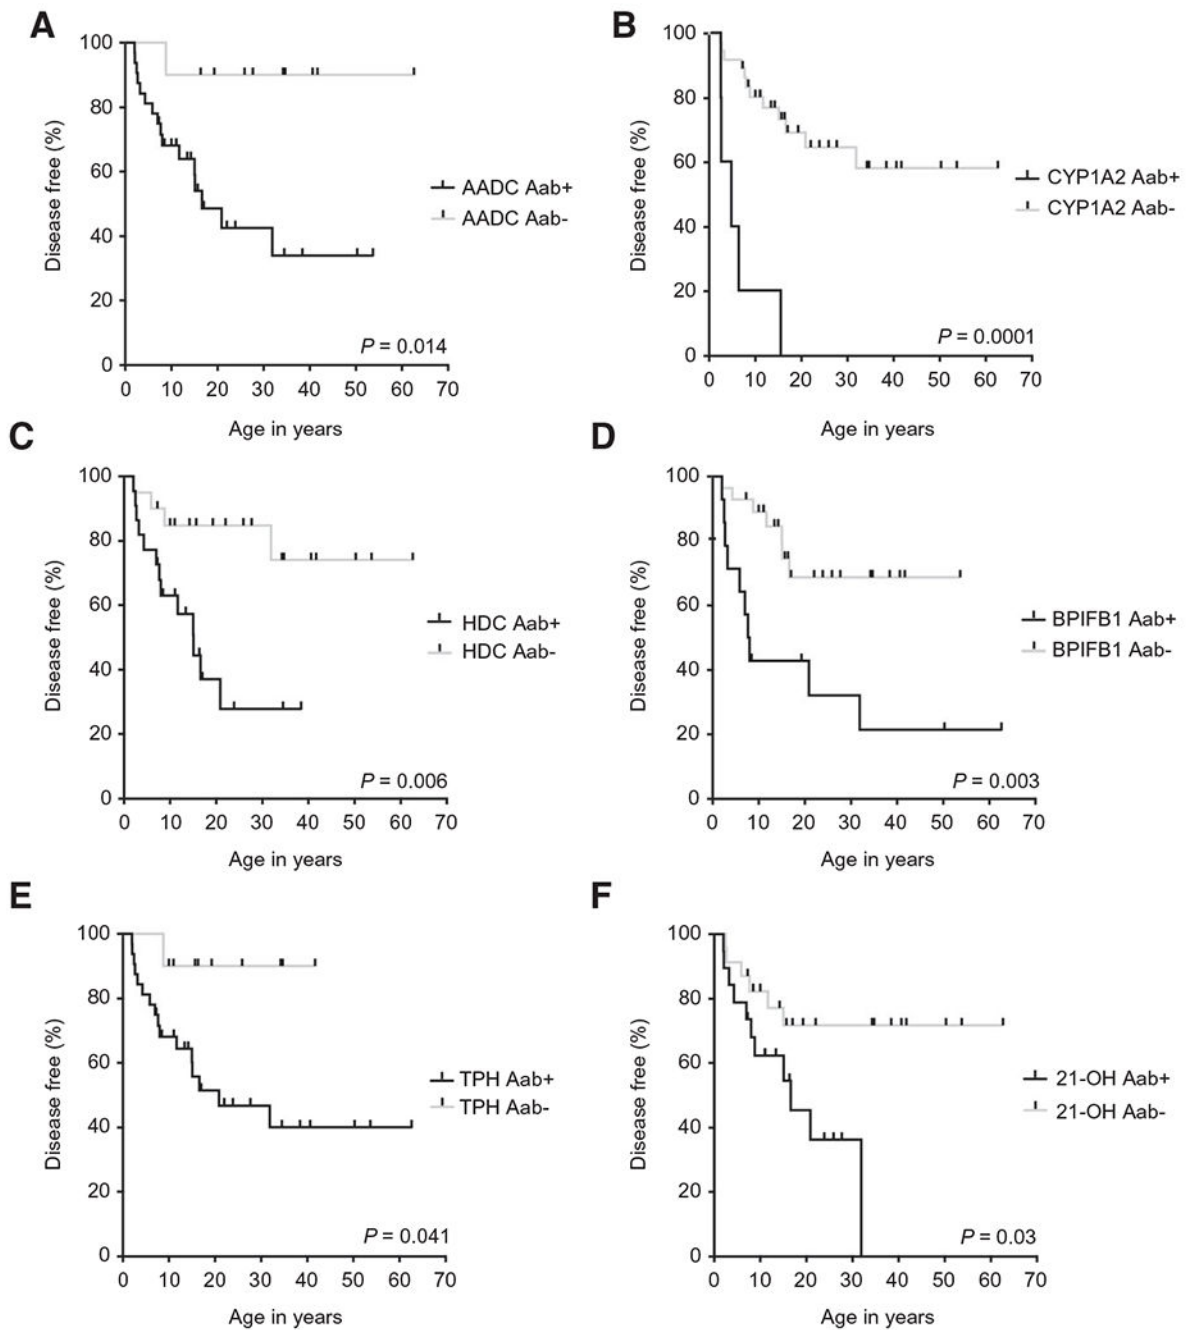 A
B
100
80
60
40
20
0
Disease free (%)
AADC Aab+
AADC Aab-
P = 0.014
0 10 20 30 40 50 60 70
Age in years
100
80
60
40
20
0
Disease free (%)
CYP1A2 Aab+
CYP1A2 Aab-
P = 0.0001
0 10 20 30 40 50 60 70
Age in years
C
D
100
80
60
40
20
0
Disease free (%)
HDC Aab+
HDC Aab-
P = 0.006
0 10 20 30 40 50 60 70
Age in years
100
80
60
40
20
0
Disease free (%)
BPIFB1 Aab+
BPIFB1 Aab-
P = 0.003
0 10 20 30 40 50 60 70
Age in years
E
F
100
80
60
40
20
0
Disease free (%)
TPH Aab+
TPH Aab-
P = 0.041
0 10 20 30 40 50 60 70
Age in years
100
80
60
40
20
0
Disease free (%)
21-OH Aab+
21-OH Aab-
P = 0.03
0 10 20 30 40 50 60 70
Age in years